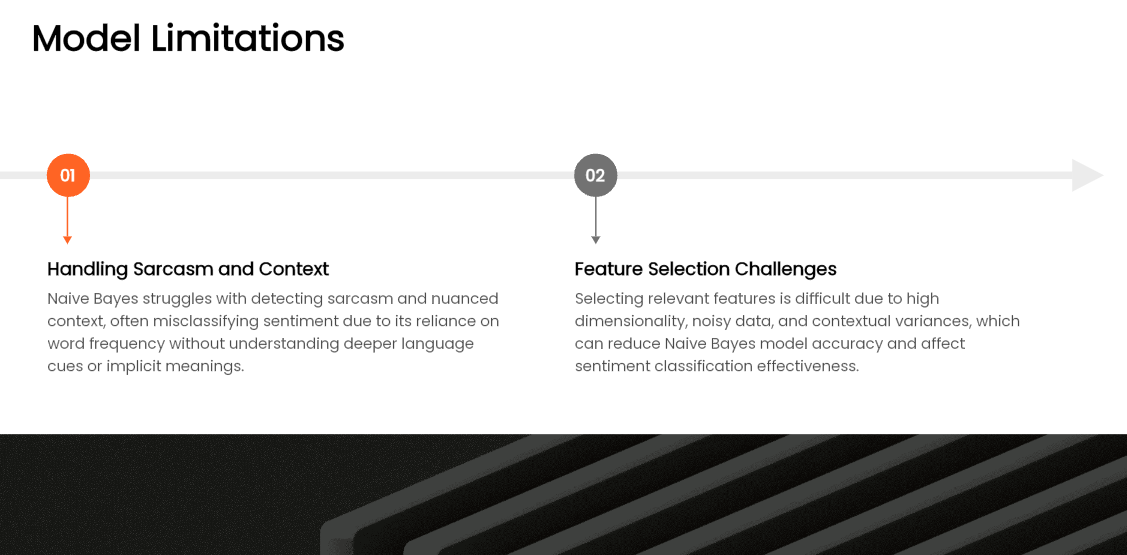 Model Limitations
01
02
Handling Sarcasm and Context
Naive Bayes struggles with detecting sarcasm and nuanced
context, often misclassifying sentiment due to its reliance on
word frequency without understanding deeper language
cues or implicit meanings.
Feature Selection Challenges
Selecting relevant features is difficult due to high
dimensionality, noisy data, and contextual variances, which
can reduce Naive Bayes model accuracy and affect
sentiment classification effectiveness.